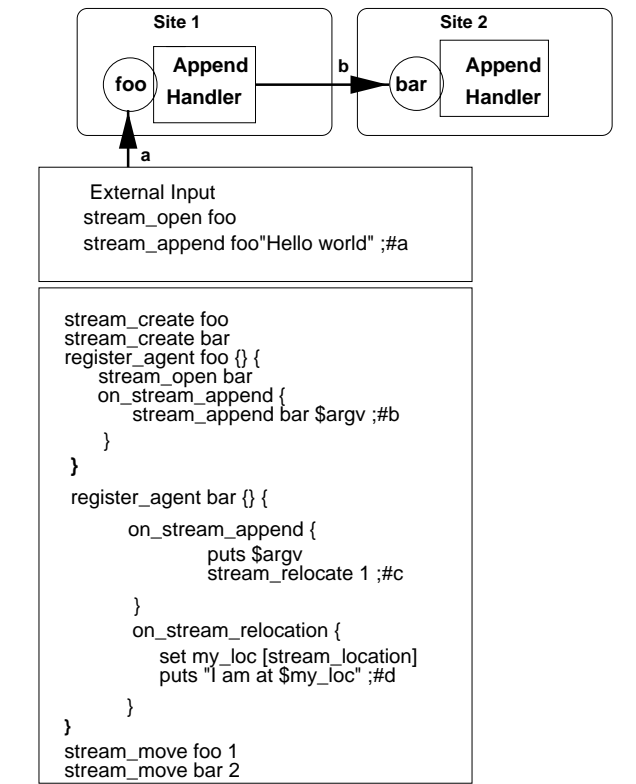 Site 1
Site 2
foo
Append
Handler
b
bar
Append
Handler
a
External Input
stream_open foo
stream_append foo"Hello world" ;#a
stream_create foo
stream_create bar
register_agent foo {} {
stream_open bar
on_stream_append {
stream_append bar $argv ;#b
}
}
register_agent bar {} {
on_stream_append {
puts $argv
stream_relocate 1 ;#c
}
on_stream_relocation {
set my_loc [stream_location]
puts "I am at $my_loc" ;#d
}
}
stream_move foo 1
stream_move bar 2